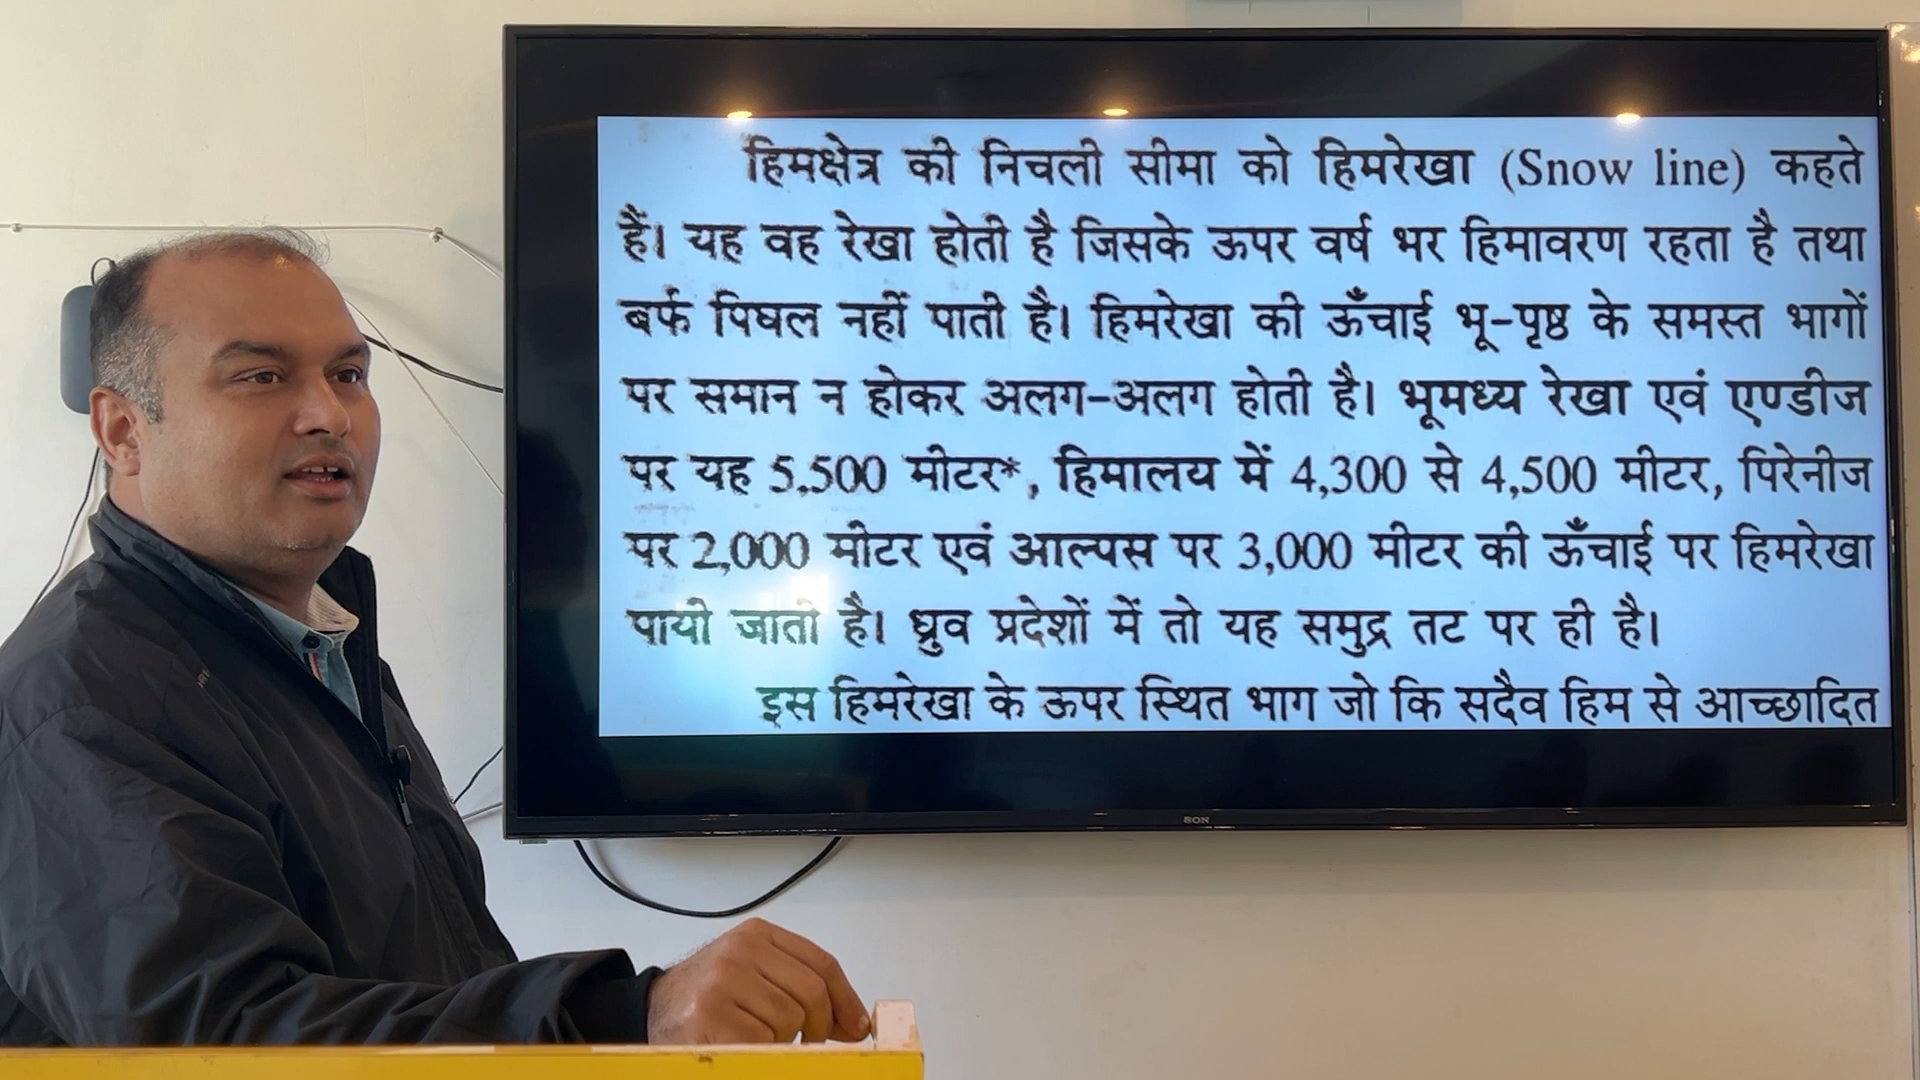 हिमक्षेत्र की निचली सीमा को हिमरेखा (Snow line) कहते
हैं। यह वह रेखा होती है जिसके ऊपर वर्ष भर हिमावरण रहता है तथा
बर्फ पिघल नहीं पाती है। हिमरेखा की ऊँचाई भू-पृष्ठ के समस्त भागों
पर समान न होकर अलग-अलग होती है। भूमध्य रेखा एवं एण्डीज
पर यह 5,500 मीटर*, हिमालय में 4,300 से 4,500 मीटर, पिरेनीज
पर 2,000 मीटर एवं आल्पस पर 3,000 मीटर की ऊँचाई पर हिमरेखा
पायी जाती है। ध्रुव प्रदेशों में तो यह समुद्र तट पर ही है।
इस हिमरेखा के ऊपर स्थित भाग जो कि सदैव हिम से आच्छादित
SON